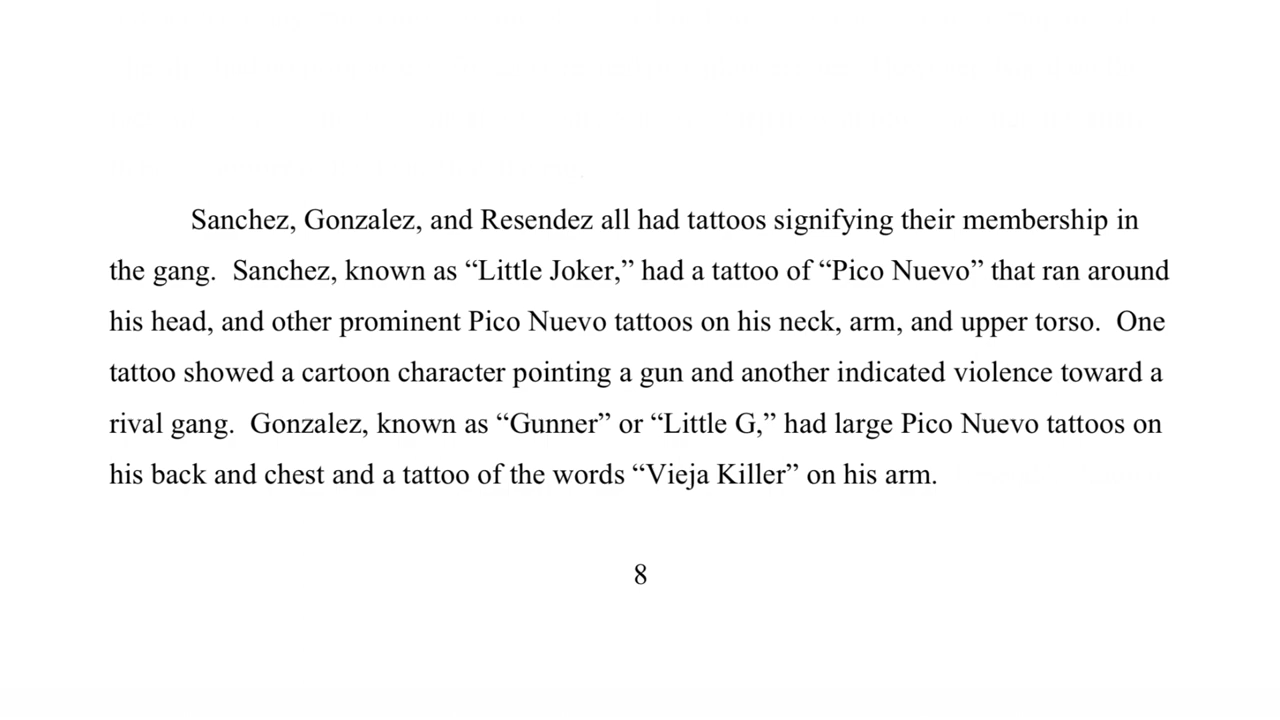 Sanchez, Gonzalez, and Resendez all had tattoos signifying their membership in
the gang.  Sanchez, known as “Little Joker,” had a tattoo of “Pico Nuevo” that ran around
his head, and other prominent Pico Nuevo tattoos on his neck, arm, and upper torso.  One
tattoo showed a cartoon character pointing a gun and another indicated violence toward a
rival gang.  Gonzalez, known as “Gunner” or “Little G,” had large Pico Nuevo tattoos on
his back and chest and a tattoo of the words “Vieja Killer” on his arm.
8